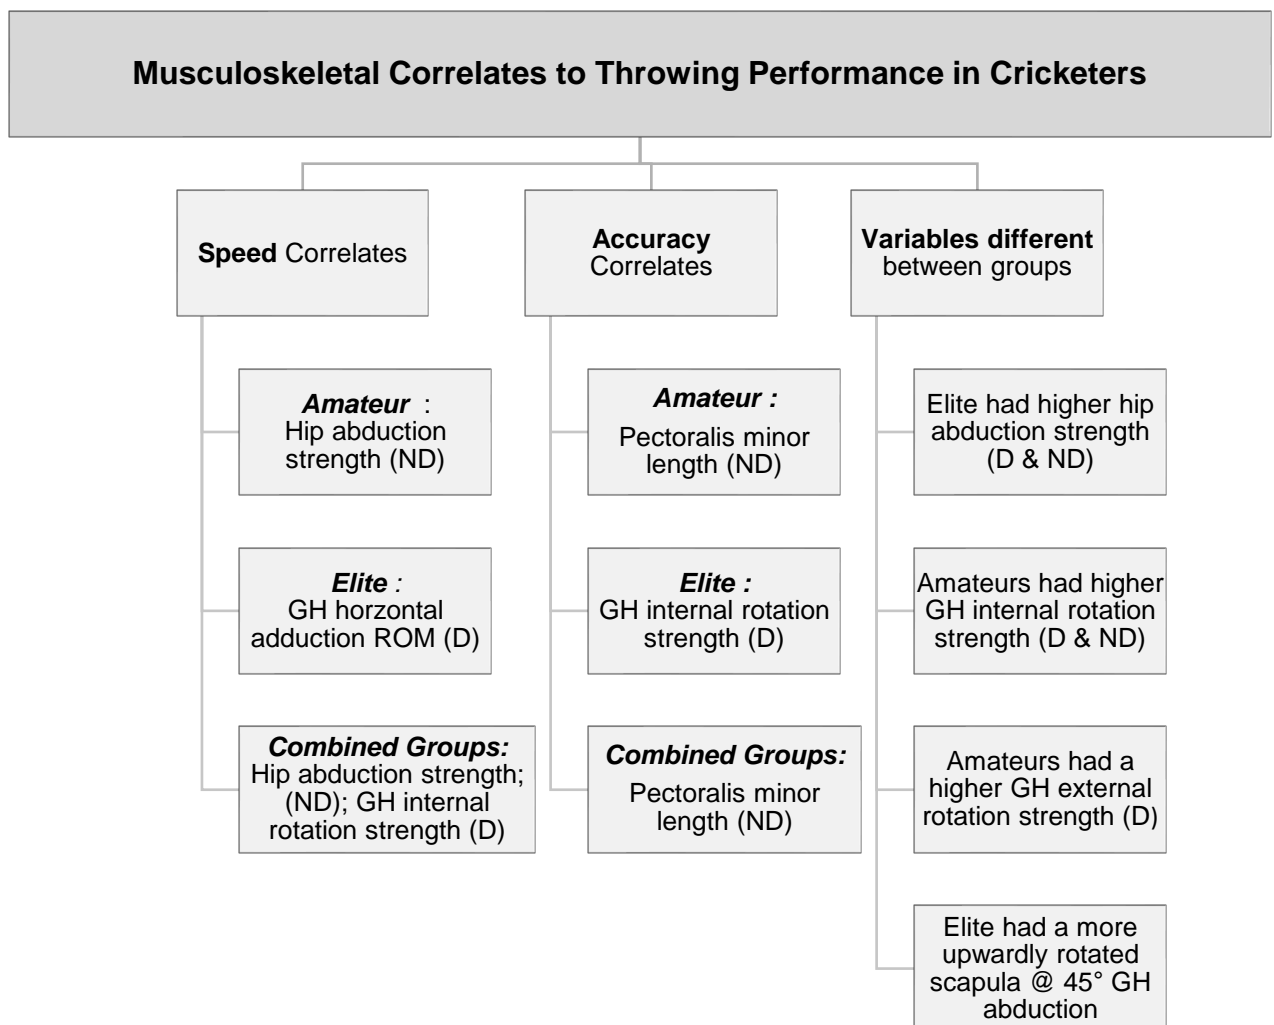 Musculoskeletal Correlates to Throwing Performance in Cricketers
Speed Correlates
Amateur :
Hip abduction
strength (ND)
Elite :
GH horzontal
adduction ROM (D)
Combined Groups:
Hip abduction strength;
(ND); GH internal
rotation strength (D)
Accuracy
Correlates
Amateur :
Pectoralis minor
length (ND)
Elite :
GH internal rotation
strength (D)
Combined Groups:
Pectoralis minor
length (ND)
Variables different
between groups
Elite had higher hip
abduction strength
(D & ND)
Amateurs had higher
GH internal rotation
strength (D & ND)
Amateurs had a
higher GH external
rotation strength (D)
Elite had a more
upwardly rotated
scapula @ 45° GH
abduction